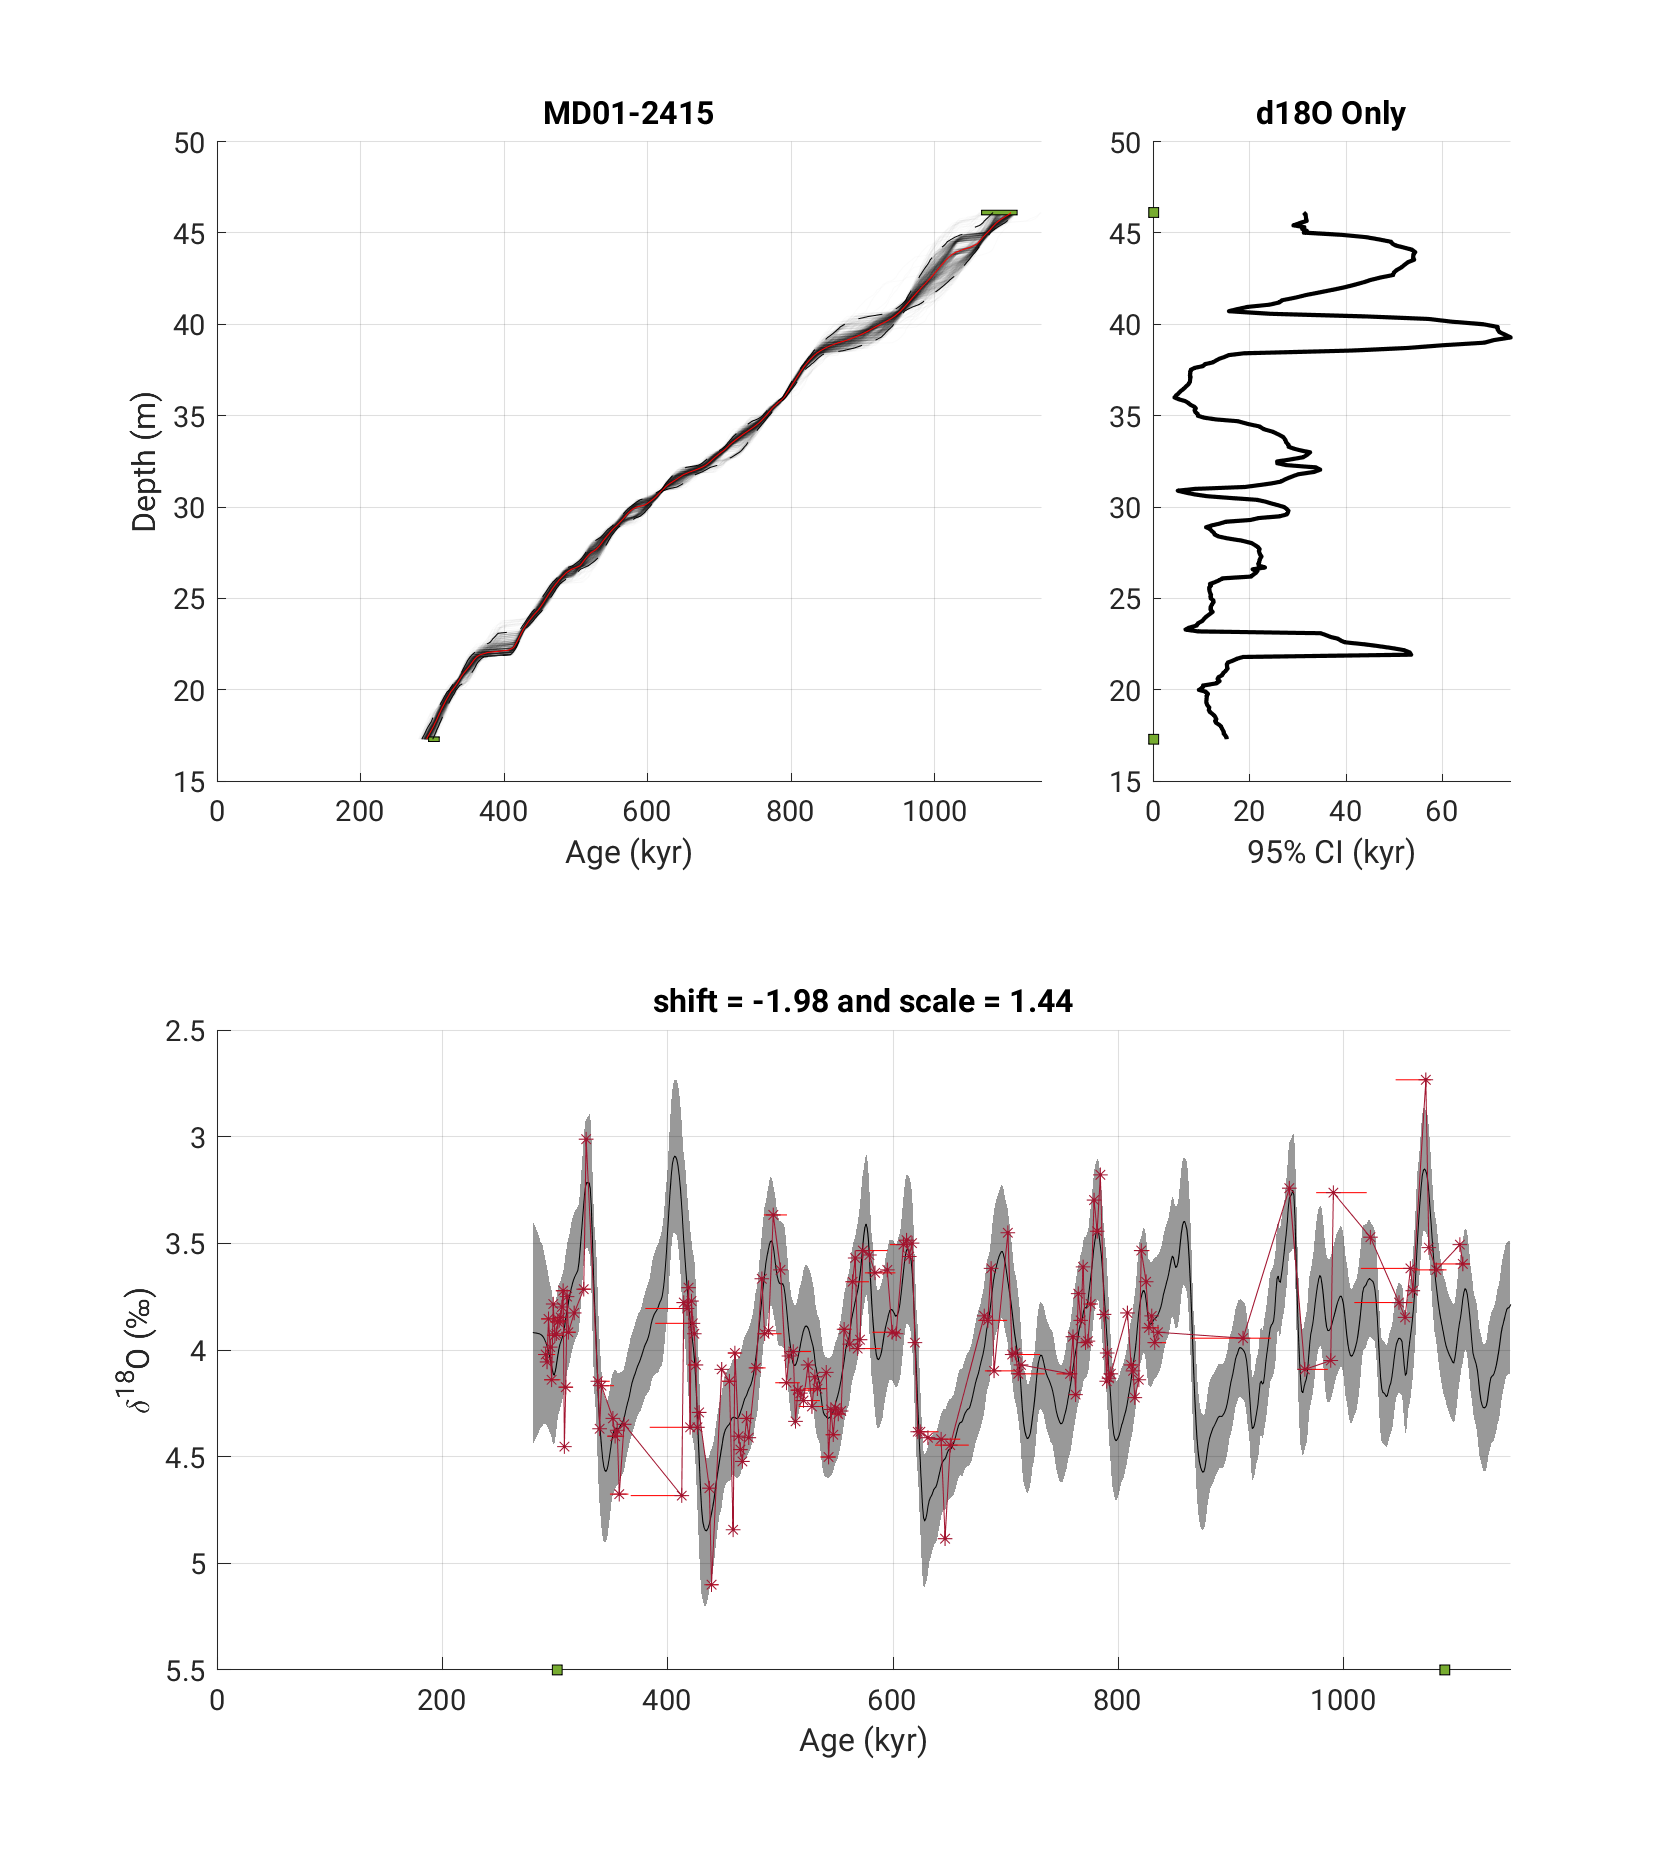 MD01-2415
50
45
40
35
30
25
20
15
0 200 400 600 800 1000
Age (kyr)
Depth (m)
d18O Only
50
45
40
35
30
25
20
15
0 20 40 60
95% CI (kyr)
shift = -1.98 and scale = 1.44
2.5
3
3.5
4
4.5
5
5.5
0 200 400 600 800 1000
Age (kyr)
δ¹⁸O (‰)